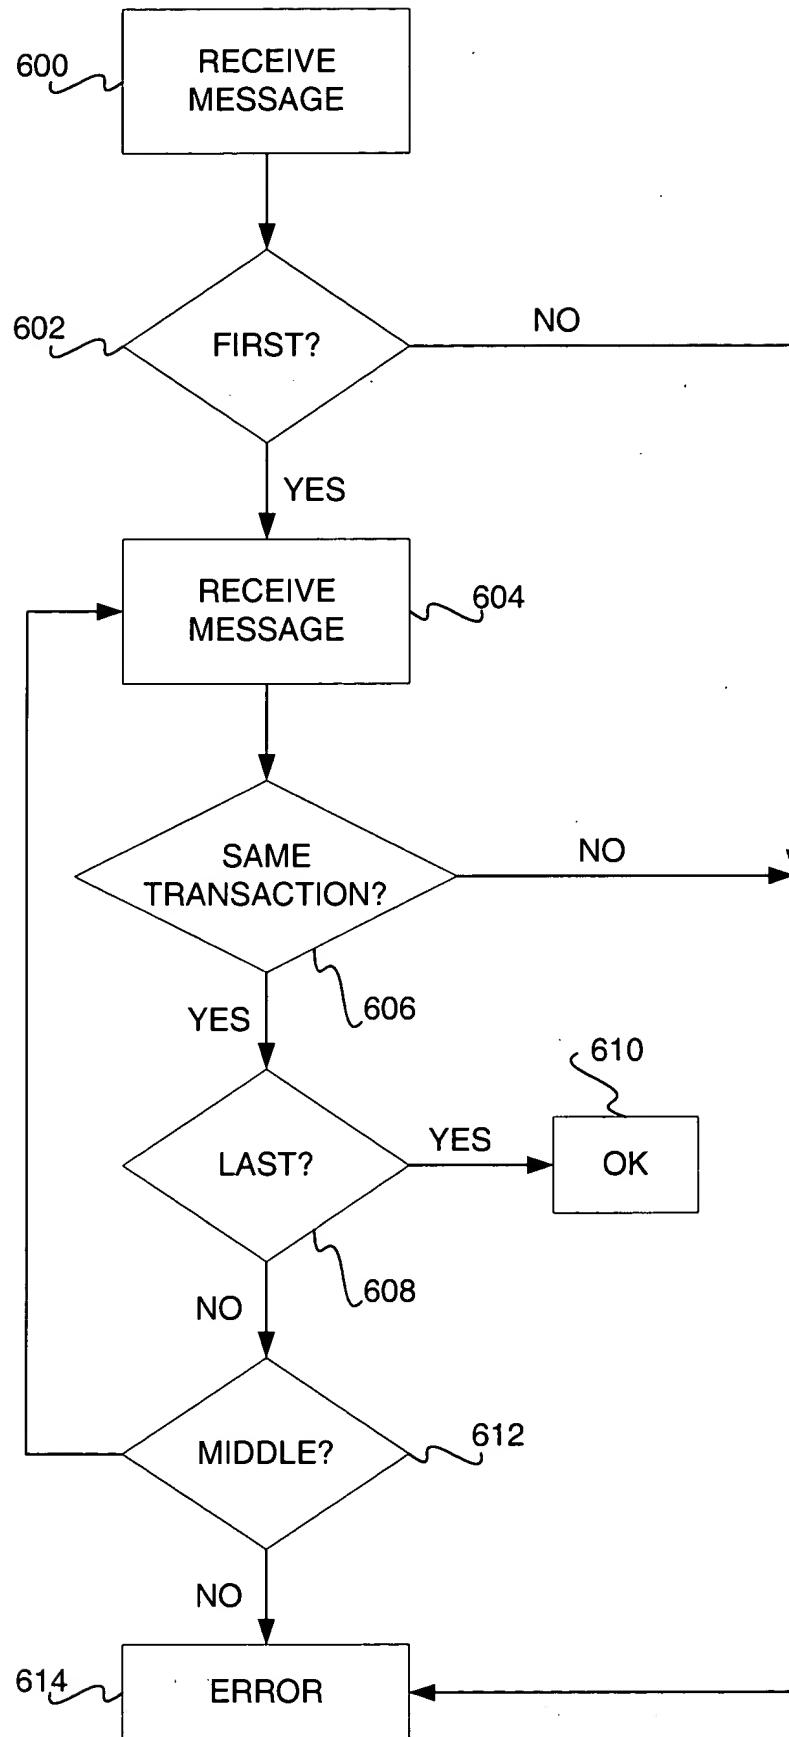 600
RECEIVE
MESSAGE
602
FIRST?
NO
YES
RECEIVE
MESSAGE
604
SAME
TRANSACTION?
NO
606
YES
610
LAST?
YES
OK
608
NO
MIDDLE?
612
NO
614
ERROR